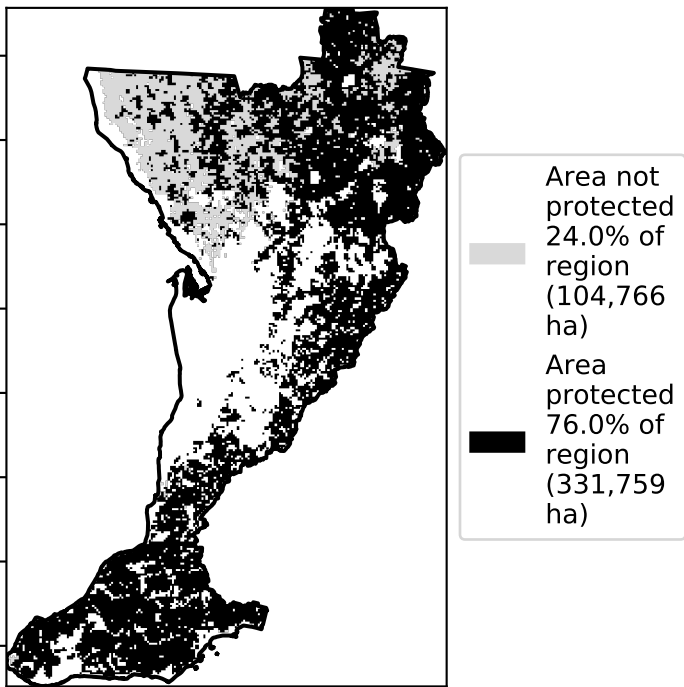 Area not
protected
24.0% of
region
(104,766
ha)
Area
protected
76.0% of
region
(331,759
ha)